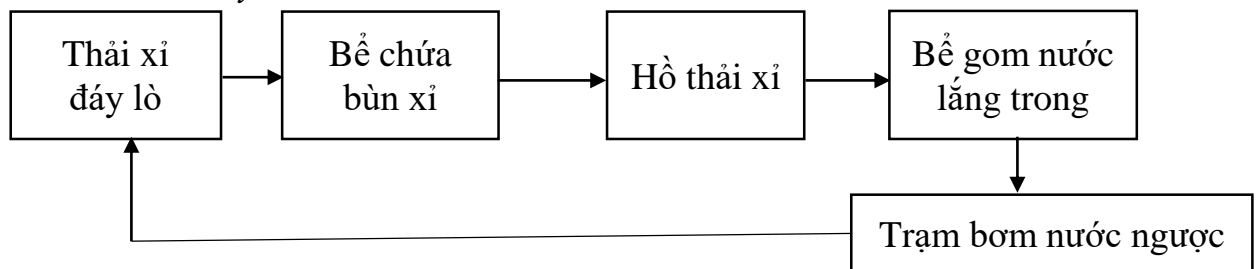 Thải xỉ
đáy lò
Bể chứa
bùn xỉ
Hồ thải xỉ
Bể gom nước
lắng trong
Trạm bơm nước ngược